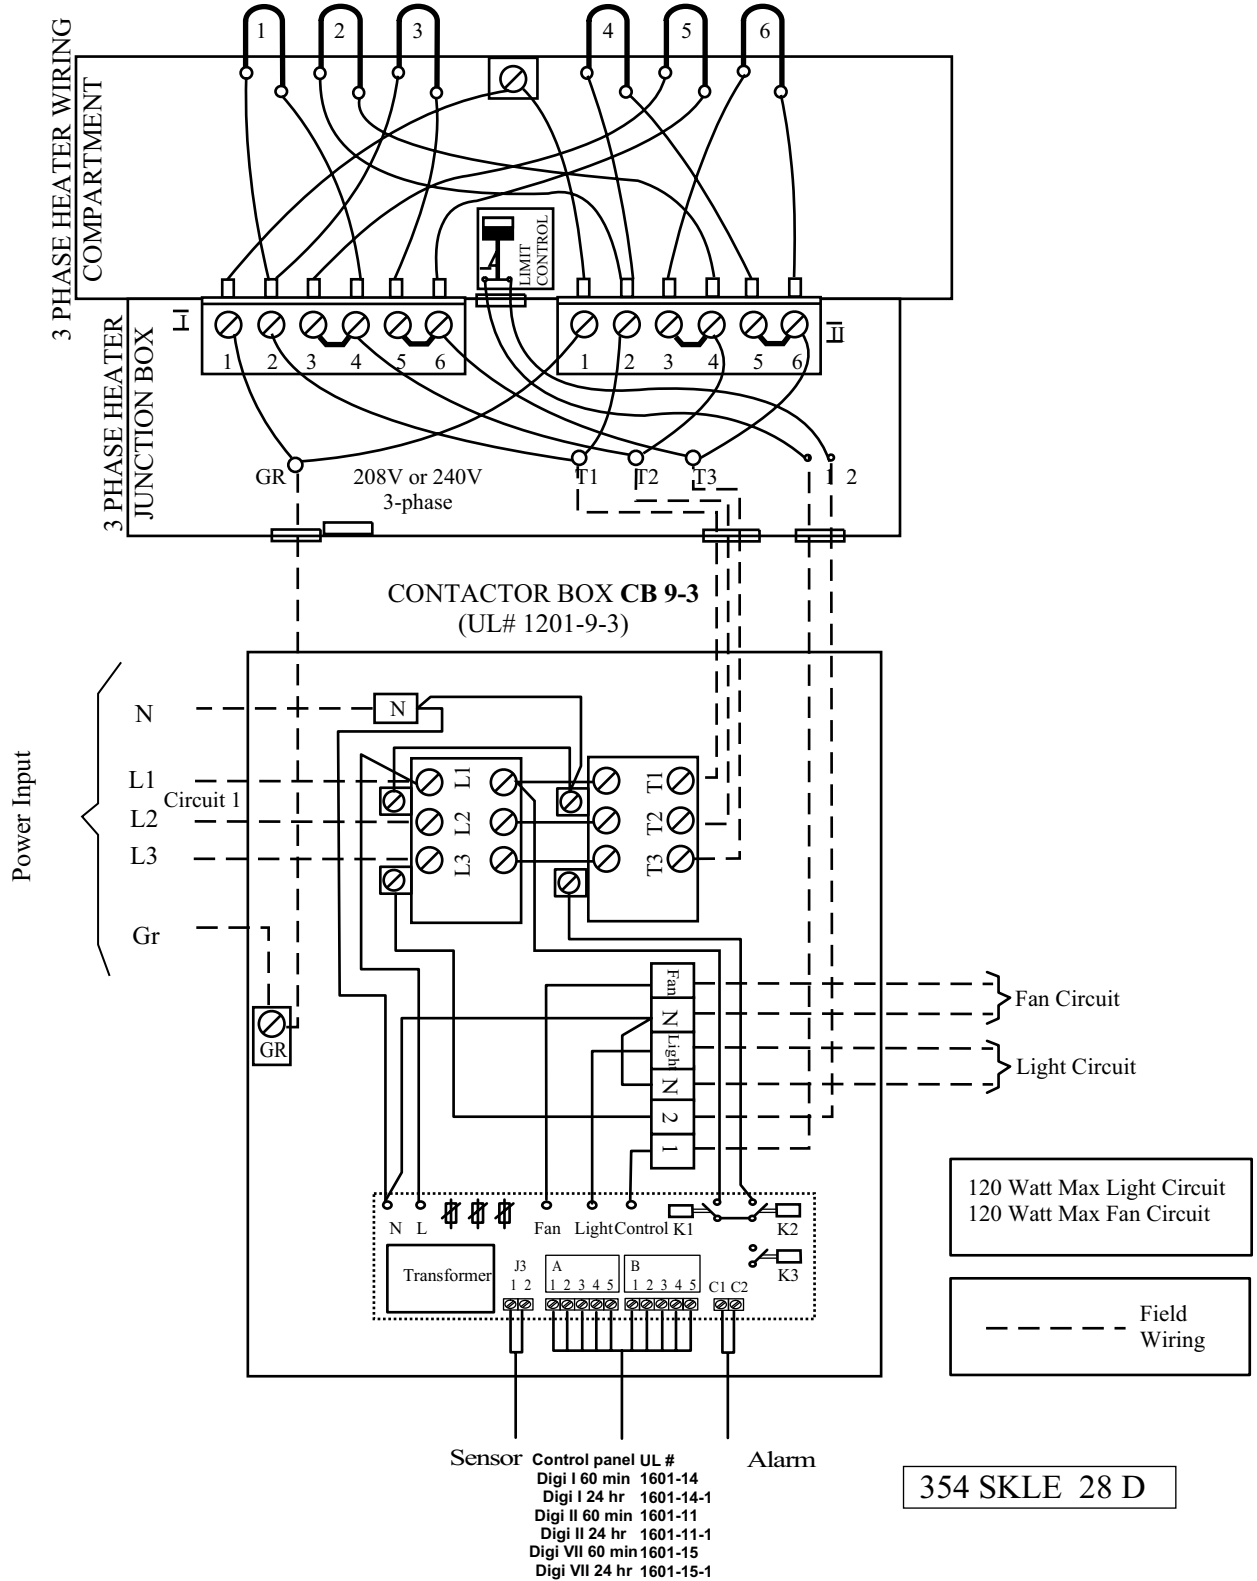 1 2 3 4 5 6
3 PHASE HEATER WIRING
COMPARTMENT
LIMIT
CONTROL
3 PHASE HEATER
JUNCTION BOX
I
1 2 3 4 5 6
II
1 2 3 4 5 6
GR
208V or 240V
3-phase
T1 T2 T3 1 2
CONTACTOR BOX CB 9-3
(UL# 1201-9-3)
Power Input
N
L1
Circuit 1
L2
L3
Gr
N
L1
L2
L3
T1
T2
T3
GR
Fan
N
Light
N
2
1
Fan Circuit
Light Circuit
N L Fan Light Control K1 K2
K3
Transformer
J3
1 2
A
1 2 3 4 5
B
1 2 3 4 5
C1 C2
120 Watt Max Light Circuit
120 Watt Max Fan Circuit
Field
Wiring
Sensor
Control panel UL #
Digi I 60 min 1601-14
Digi I 24 hr 1601-14-1
Digi II 60 min 1601-11
Digi II 24 hr 1601-11-1
Digi VII 60 min 1601-15
Digi VII 24 hr 1601-15-1
Alarm
354 SKLE 28 D